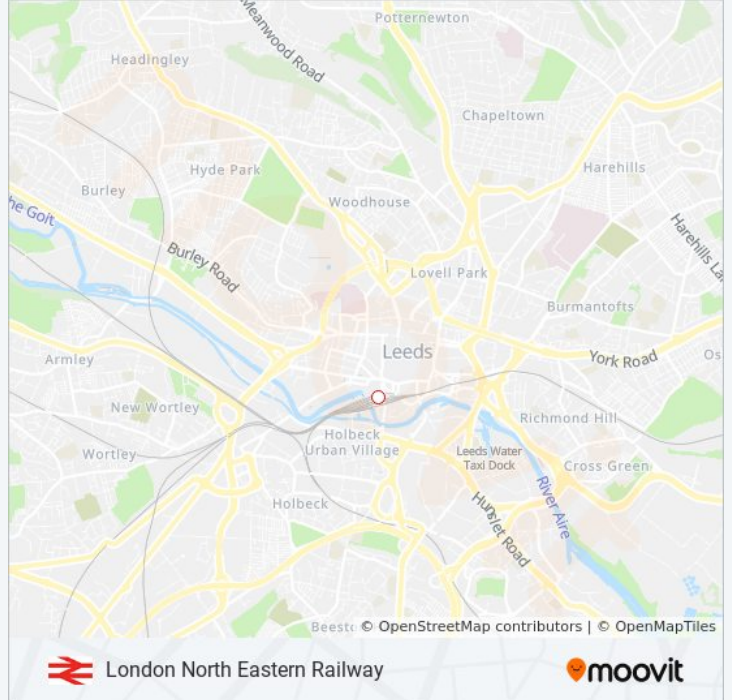 Meanwood Road
Potternewton
Headingley
Chapeltown
Harehills
Hyde Park
Burley
Woodhouse
he Goit
Harehills La
Burley Road
Lovell Park
Burmantofts
Leeds
York Road
Os
Armley
New Wortley
Richmond Hill
Holbeck
Urban Village
Wortley
Leeds Water
Taxi Dock
Cross Green
River Aire
Holbeck
Hunslet Road
Beesto
© OpenStreetMap contributors | © OpenMapTiles
London North Eastern Railway
moovit